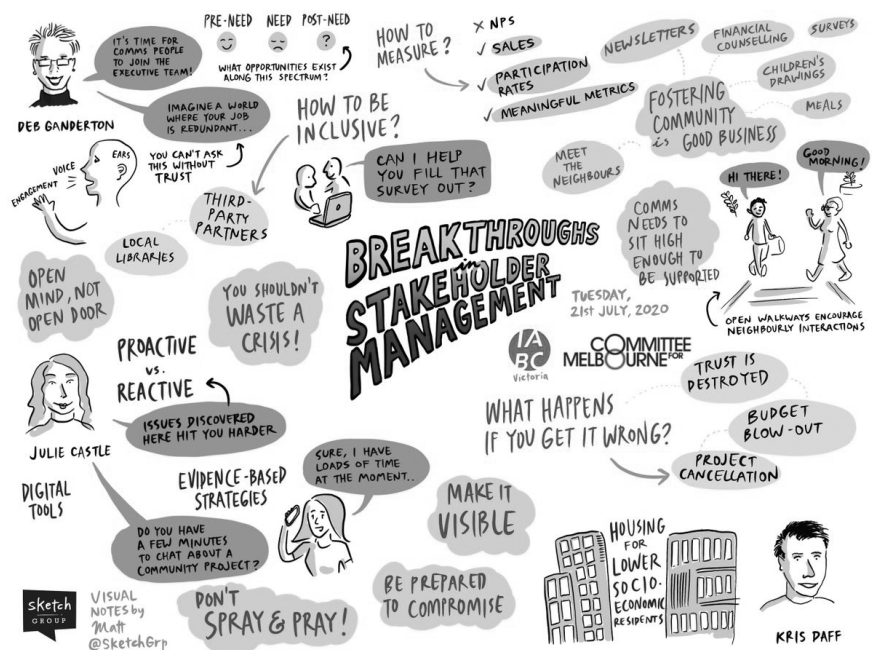 DEB GANDERTON
IT'S TIME FOR
COMMS PEOPLE
TO JOIN THE
EXECUTIVE TEAM!
IMAGINE A WORLD
WHERE YOUR JOB
IS REDUNDANT...
PRE-NEED NEED POST-NEED
?
WHAT OPPORTUNITIES EXIST
ALONG THIS SPECTRUM?
YOU CAN'T ASK
THIS WITHOUT
TRUST
ENGAGEMENT
VOICE
EARS
HOW TO BE
INCLUSIVE?
THIRD-
PARTY
PARTNERS
LOCAL
LIBRARIES
CAN I HELP
YOU FILL THAT
SURVEY OUT?
HOW TO
MEASURE?
× NPS
✓ SALES
✓ PARTICIPATION
RATES
✓ MEANINGFUL METRICS
FOSTERING
COMMUNITY
is GOOD BUSINESS
NEWSLETTERS
FINANCIAL
COUNSELLING
SURVEYS
CHILDREN'S
DRAWINGS
MEALS
MEET
THE
NEIGHBOURS
HI THERE!
GOOD
MORNING!
OPEN WALKWAYS ENCOURAGE
NEIGHBOURLY INTERACTIONS
COMMS
NEEDS TO
SIT HIGH
ENOUGH TO
BE SUPPORTED
BREAKTHROUGHS
in
STAKEHOLDER
MANAGEMENT
TUESDAY,
21st JULY, 2020
IA
BC
Victoria
COMMITTEE
FOR
MELBOURNE
OPEN
MIND, NOT
OPEN DOOR
YOU SHOULDN'T
WASTE A
CRISIS!
PROACTIVE
vs.
REACTIVE
ISSUES DISCOVERED
HERE HIT YOU HARDER
JULIE CASTLE
DIGITAL
TOOLS
EVIDENCE-BASED
STRATEGIES
SURE, I HAVE
LOADS OF TIME
AT THE MOMENT..
DO YOU HAVE
A FEW MINUTES
TO CHAT ABOUT A
COMMUNITY PROJECT?
MAKE IT
VISIBLE
BE PREPARED
TO COMPROMISE
DON'T
SPRAY & PRAY!
WHAT HAPPENS
IF YOU GET IT WRONG?
TRUST IS
DESTROYED
BUDGET
BLOW-OUT
PROJECT
CANCELLATION
HOUSING
FOR
LOWER
SOCIO-
ECONOMIC
RESIDENTS
KRIS DAFF
sketch
GROUP
VISUAL
NOTES by
Matt
@SketchGrp